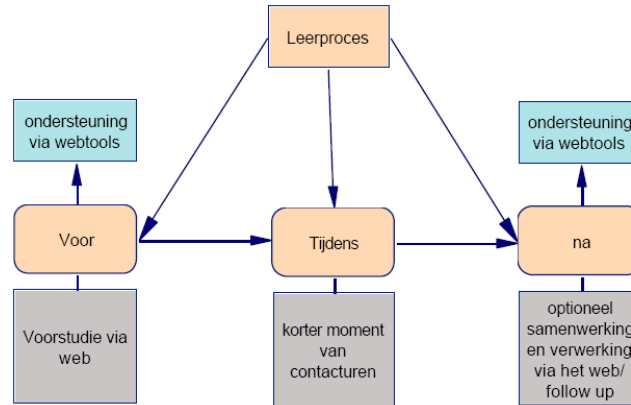 Leerproces
ondersteuning
via webtools
ondersteuning
via webtools
Voor
Tijdens
na
Voorstudie via
web
korter moment
van
contacturen
optioneel
samenwerking
en verwerking
via het web/
follow up